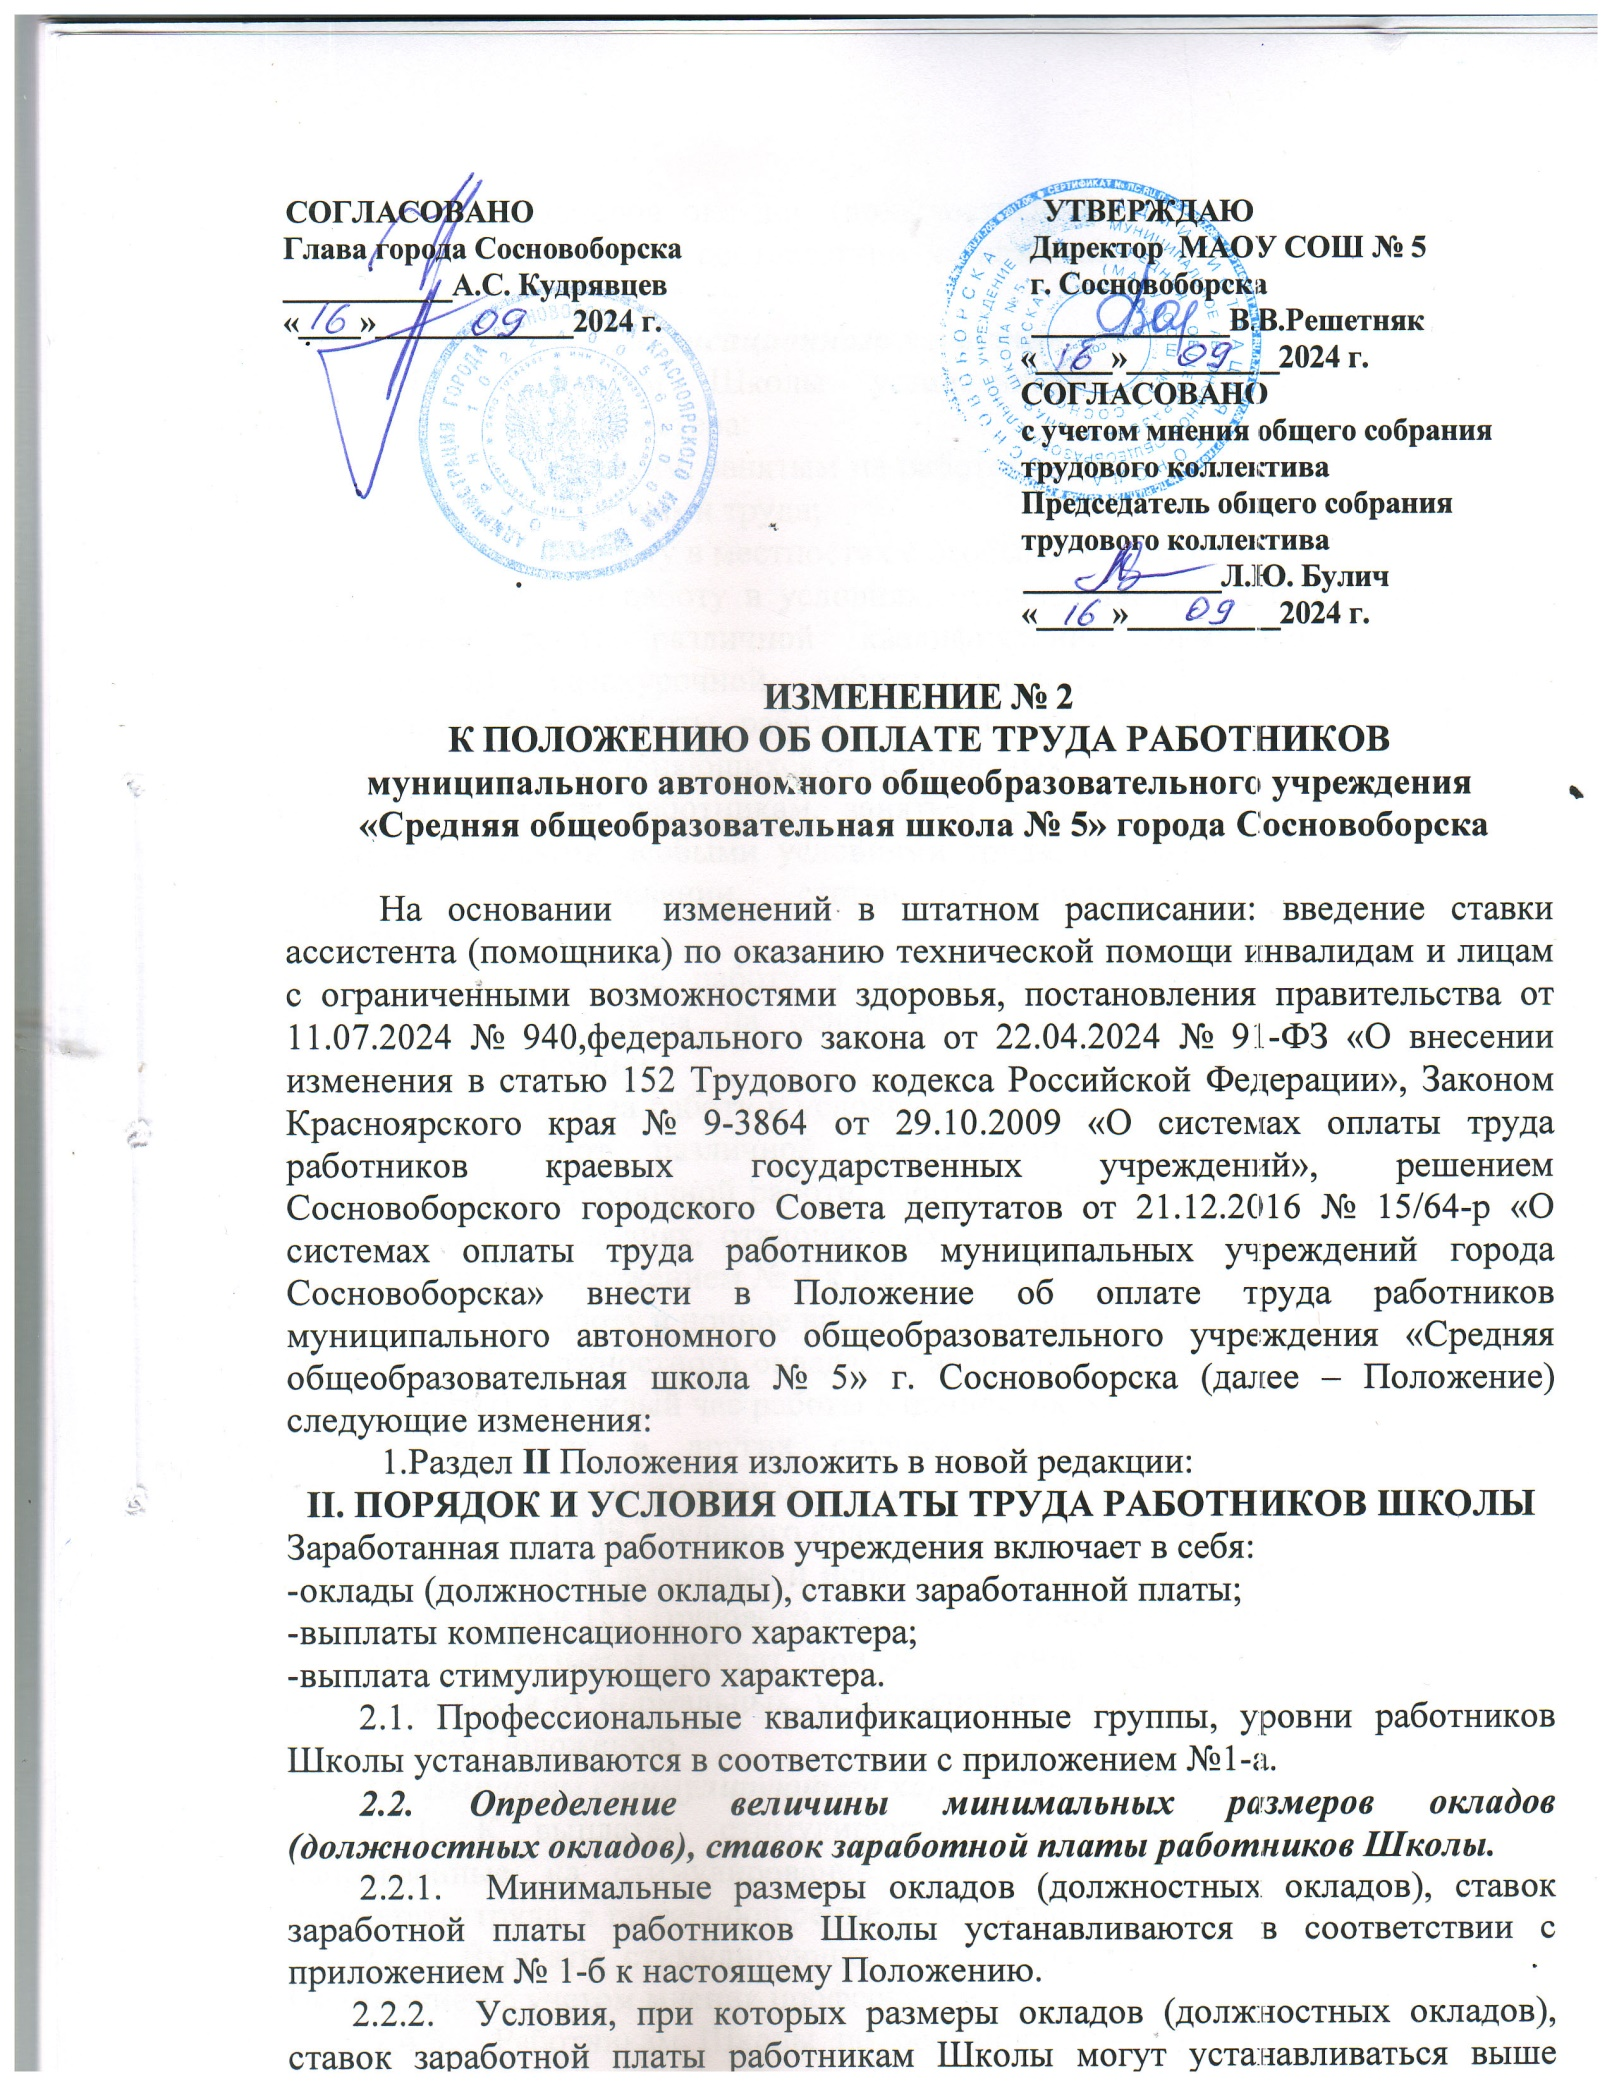 СОГЛАСОВАНО
Глава города Сосновоборска
___________А.С. Кудрявцев
«16»____09____2024 г.
УТВЕРЖДАЮ
Директор МАОУ СОШ № 5
г. Сосновоборска
_____________В.В.Решетняк
«16»____09____2024 г.
СОГЛАСОВАНО
с учетом мнения общего собрания
трудового коллектива
Председатель общего собрания
трудового коллектива
_____________Л.Ю. Булич
«16»____09____2024 г.
ИЗМЕНЕНИЕ № 2
К ПОЛОЖЕНИЮ ОБ ОПЛАТЕ ТРУДА РАБОТНИКОВ
муниципального автономного общеобразовательного учреждения
«Средняя общеобразовательная школа № 5» города Сосновоборска
На основании изменений в штатном расписании: введение ставки
ассистента (помощника) по оказанию технической помощи инвалидам и лицам
с ограниченными возможностями здоровья, постановления правительства от
11.07.2024 № 940,федерального закона от 22.04.2024 № 91-ФЗ «О внесении
изменения в статью 152 Трудового кодекса Российской Федерации», Законом
Красноярского края № 9-3864 от 29.10.2009 «О системах оплаты труда
работников краевых государственных учреждений», решением
Сосновоборского городского Совета депутатов от 21.12.2016 № 15/64-р «О
системах оплаты труда работников муниципальных учреждений города
Сосновоборска» внести в Положение об оплате труда работников
муниципального автономного общеобразовательного учреждения «Средняя
общеобразовательная школа № 5» г. Сосновоборска (далее – Положение)
следующие изменения:
1.Раздел II Положения изложить в новой редакции:
II. ПОРЯДОК И УСЛОВИЯ ОПЛАТЫ ТРУДА РАБОТНИКОВ ШКОЛЫ
Заработанная плата работников учреждения включает в себя:
-оклады (должностные оклады), ставки заработанной платы;
-выплаты компенсационного характера;
-выплата стимулирующего характера.
2.1. Профессиональные квалификационные группы, уровни работников
Школы устанавливаются в соответствии с приложением №1-а.
2.2. Определение величины минимальных размеров окладов
(должностных окладов), ставок заработной платы работников Школы.
2.2.1. Минимальные размеры окладов (должностных окладов), ставок
заработной платы работников Школы устанавливаются в соответствии с
приложением № 1-б к настоящему Положению.
2.2.2. Условия, при которых размеры окладов (должностных окладов),
ставок заработной платы работникам Школы могут устанавливаться выше